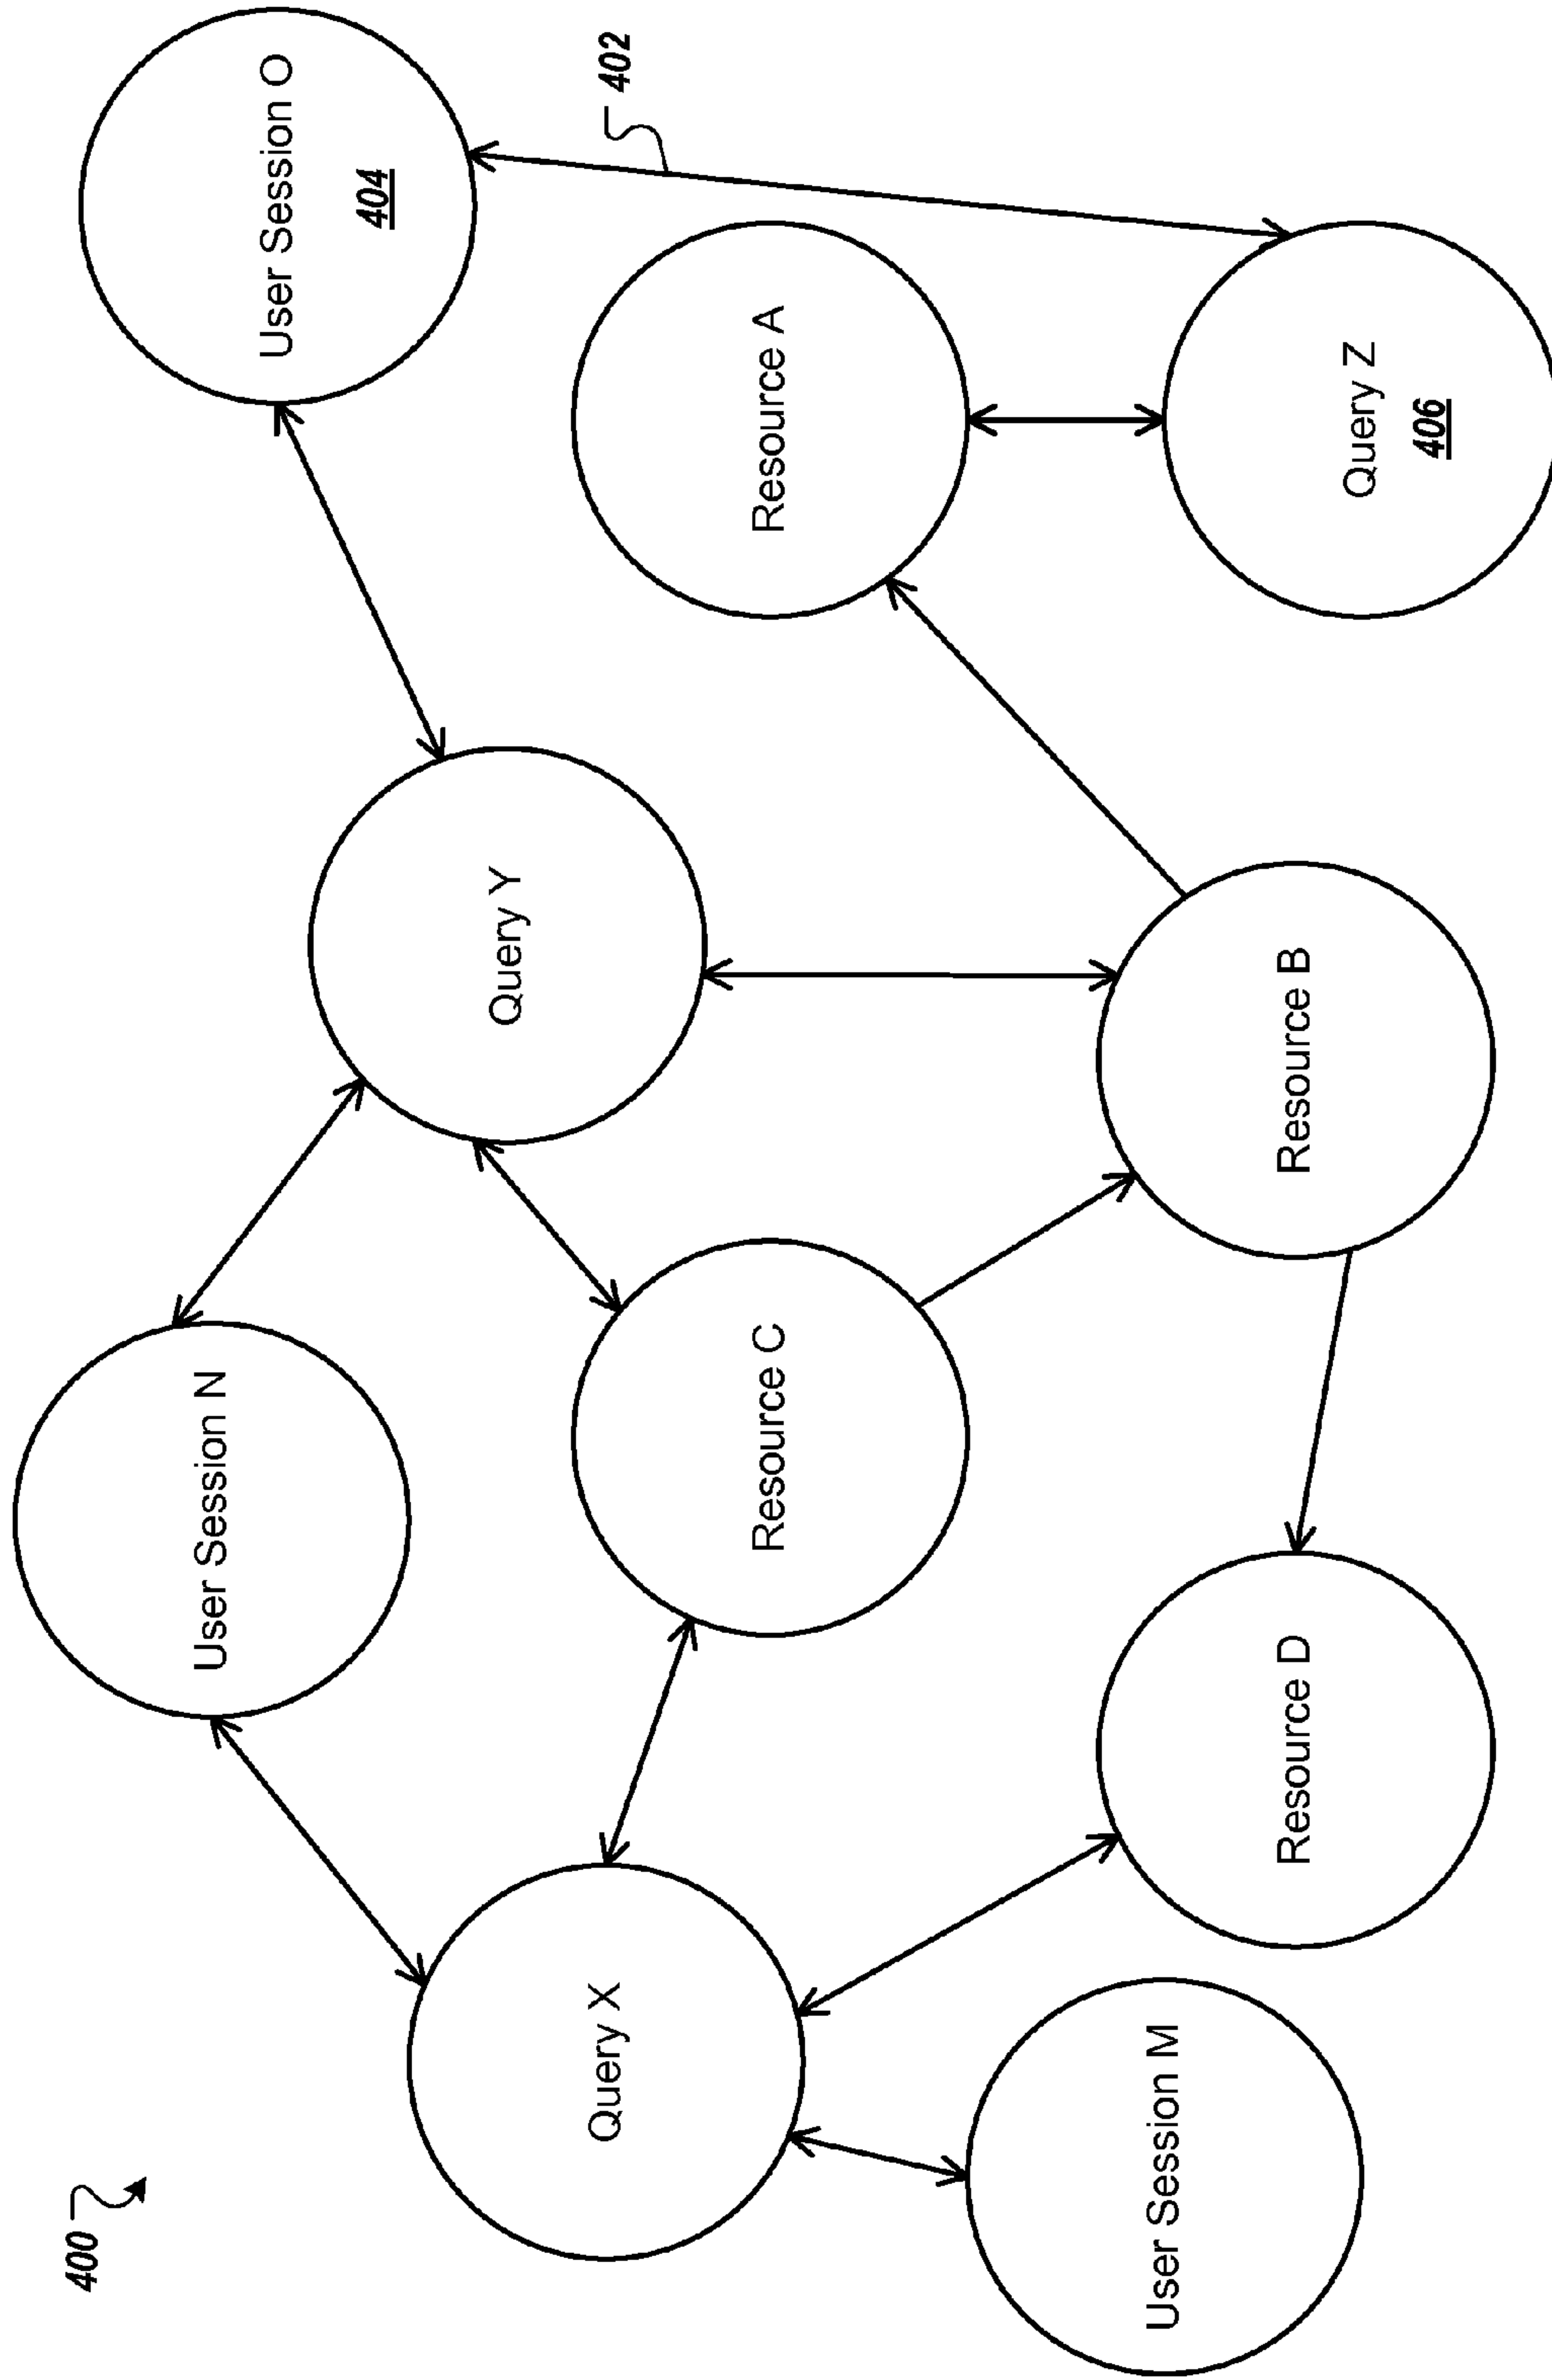 400
User Session N
User Session O
404
402
Query X
Query Y
Resource C
Resource A
User Session M
Resource D
Resource B
Query Z
406